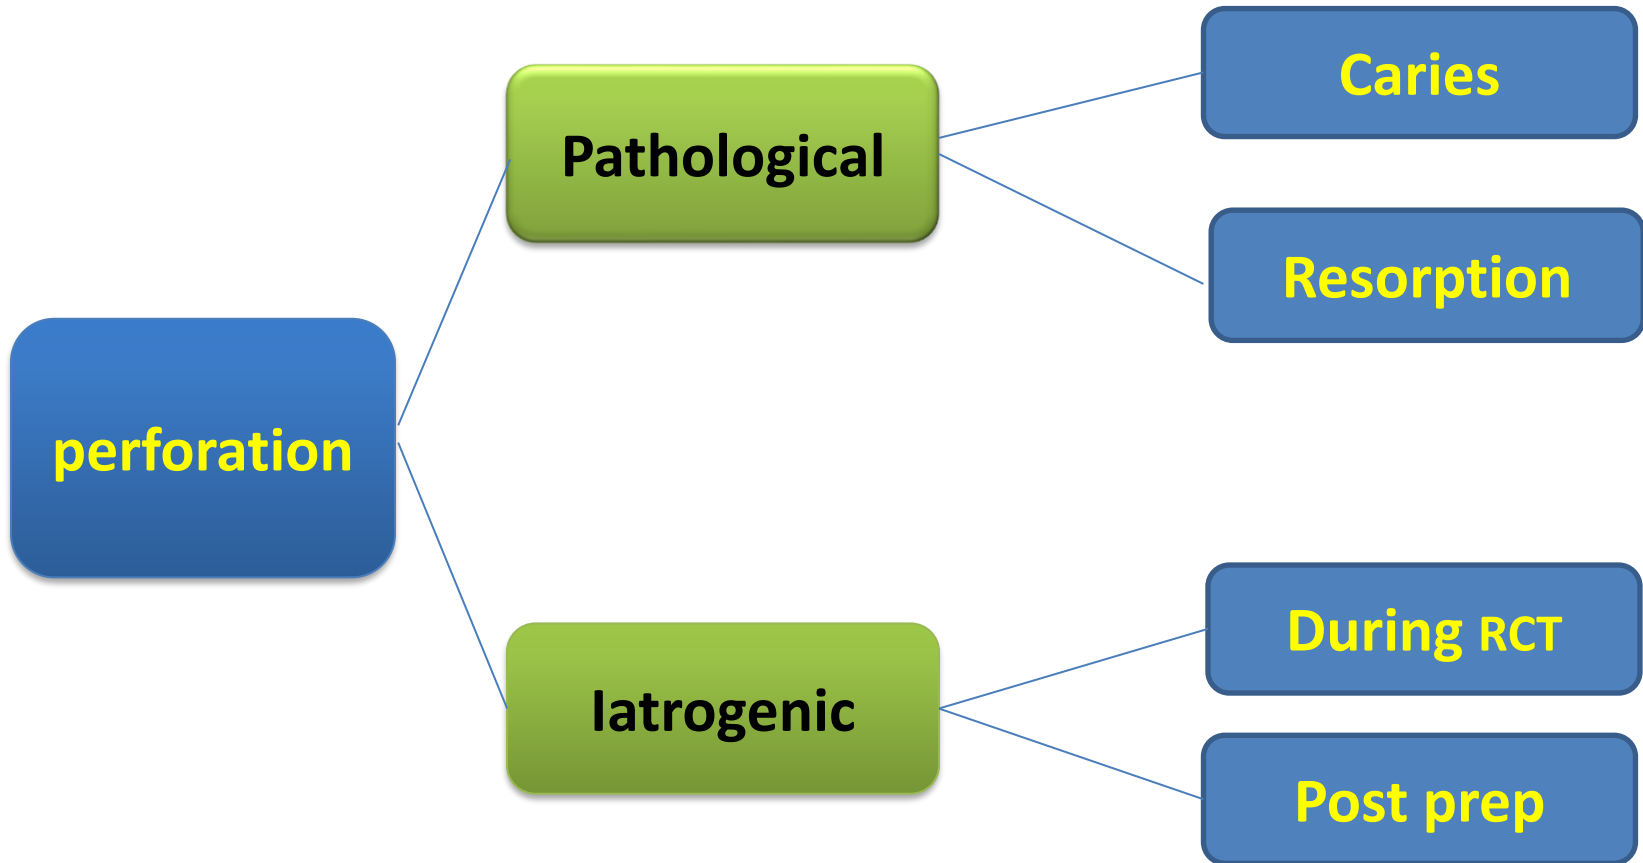 Caries
Pathological
Resorption
perforation
During RCT
Iatrogenic
Post prep